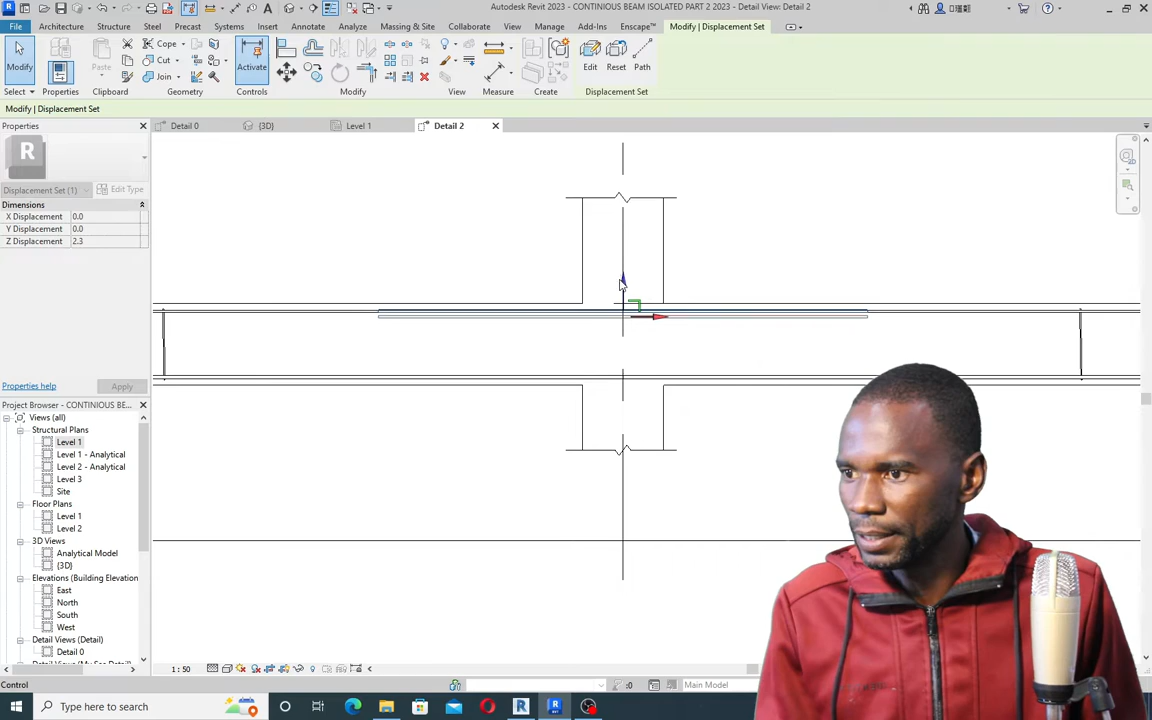 Autodesk Revit 2023 - CONTINIOUS BEAM ISOLATED PART 2 2023 - Detail View: Detail 2
File Architecture Structure Steel Precast Systems Insert Annotate Analyze Massing & Site Collaborate View Manage Add-Ins Enscape™ Modify | Displacement Set
Modify Paste Cope Cut Join Activate Edit Reset Path
Select Properties Clipboard Geometry Controls Modify View Measure Create Displacement Set
Modify | Displacement Set
Properties
Detail 0 {3D} Level 1 Detail 2
R
Displacement Set (1) Edit Type
Dimensions
X Displacement 0.0
Y Displacement 0.0
Z Displacement 2.3
Properties help Apply
Project Browser - CONTINIOUS BE...
Views (all)
Structural Plans
Level 1
Level 1 - Analytical
Level 2 - Analytical
Level 3
Site
Floor Plans
Level 1
Level 2
3D Views
Analytical Model
{3D}
Elevations (Building Elevation
East
North
South
West
Detail Views (Detail)
Detail 0
1 : 50
Control :0 Main Model
Type here to search